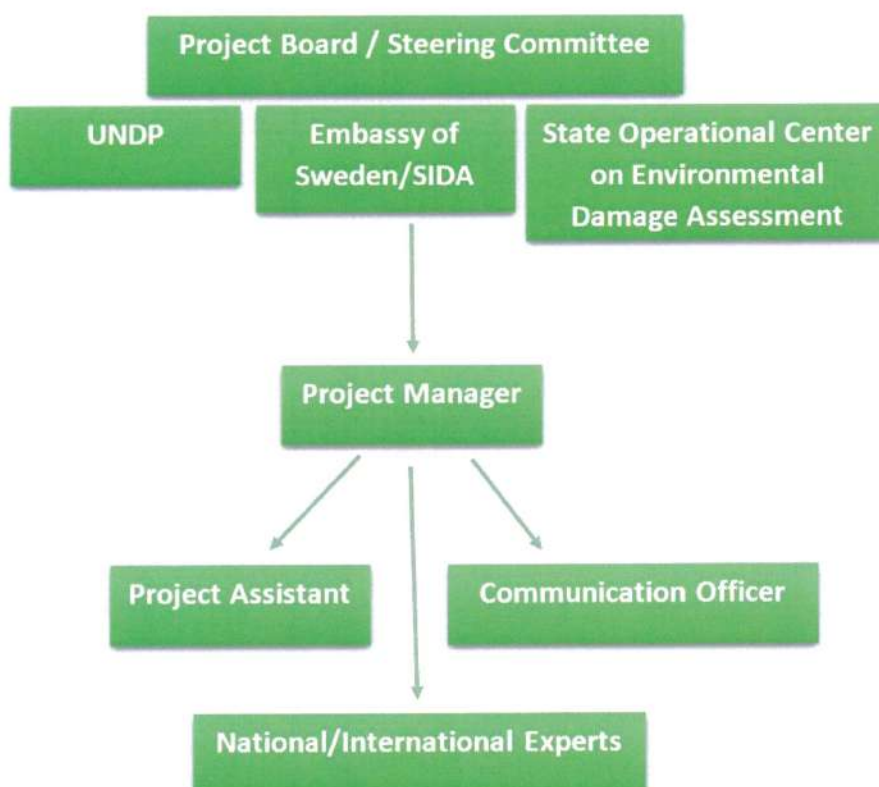 Project Board / Steering Committee
UNDP
Embassy of
Sweden/SIDA
State Operational Center
on Environmental
Damage Assessment
Project Manager
Project Assistant
Communication Officer
National/International Experts